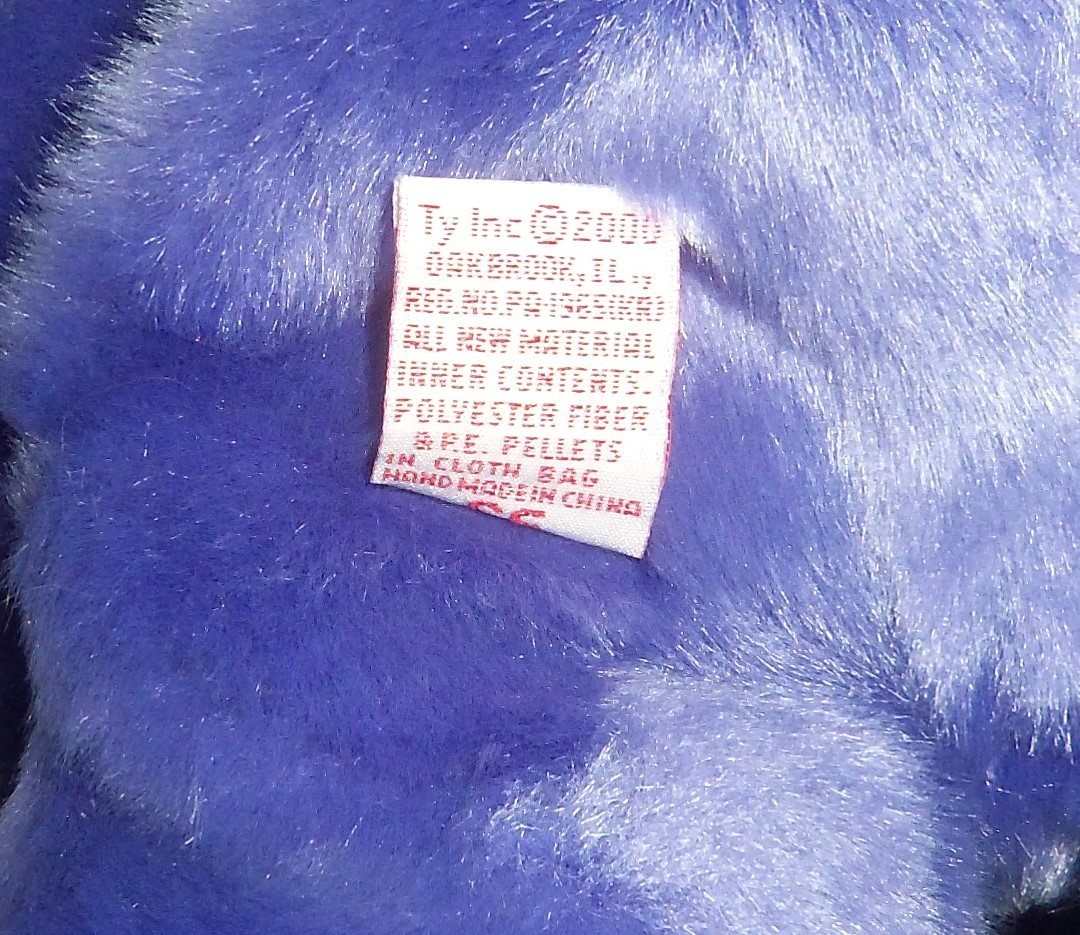 Ty Inc ©2000
OAKBROOK, IL.,
REG.NO.PA-1965(KR)
ALL NEW MATERIAL
INNER CONTENTS:
POLYESTER FIBER
& P.E. PELLETS
IN CLOTH BAG
HAND MADE IN CHINA